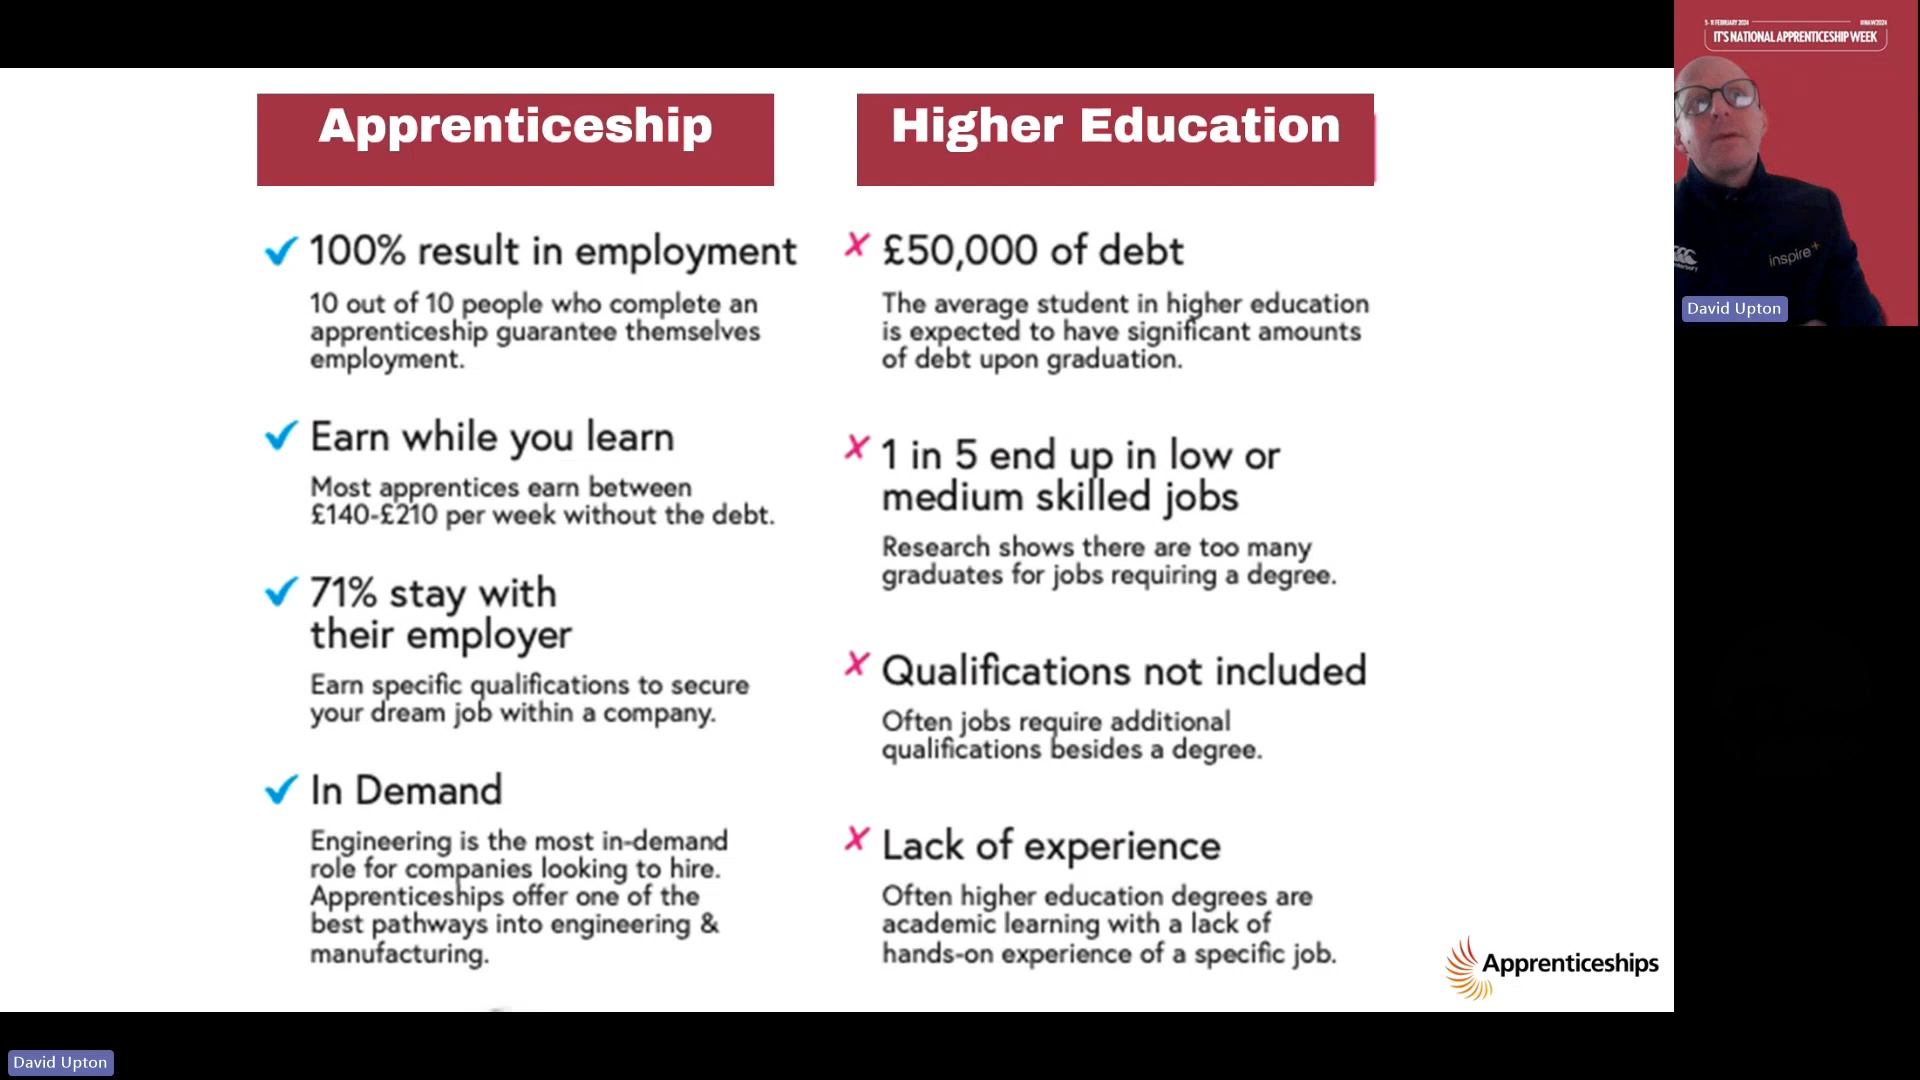 Apprenticeship
100% result in employment
10 out of 10 people who complete an
apprenticeship guarantee themselves
employment.
Earn while you learn
Most apprentices earn between
£140-£210 per week without the debt.
71% stay with
their employer
Earn specific qualifications to secure
your dream job within a company.
In Demand
Engineering is the most in-demand
role for companies looking to hire.
Apprenticeships offer one of the
best pathways into engineering &
manufacturing.
Higher Education
£50,000 of debt
The average student in higher education
is expected to have significant amounts
of debt upon graduation.
1 in 5 end up in low or
medium skilled jobs
Research shows there are too many
graduates for jobs requiring a degree.
Qualifications not included
Often jobs require additional
qualifications besides a degree.
Lack of experience
Often higher education degrees are
academic learning with a lack of
hands-on experience of a specific job.
Apprenticeships
5-11 FEBRUARY 2024
#NAW2024
IT'S NATIONAL APPRENTICESHIP WEEK
inspire+
David Upton
David Upton